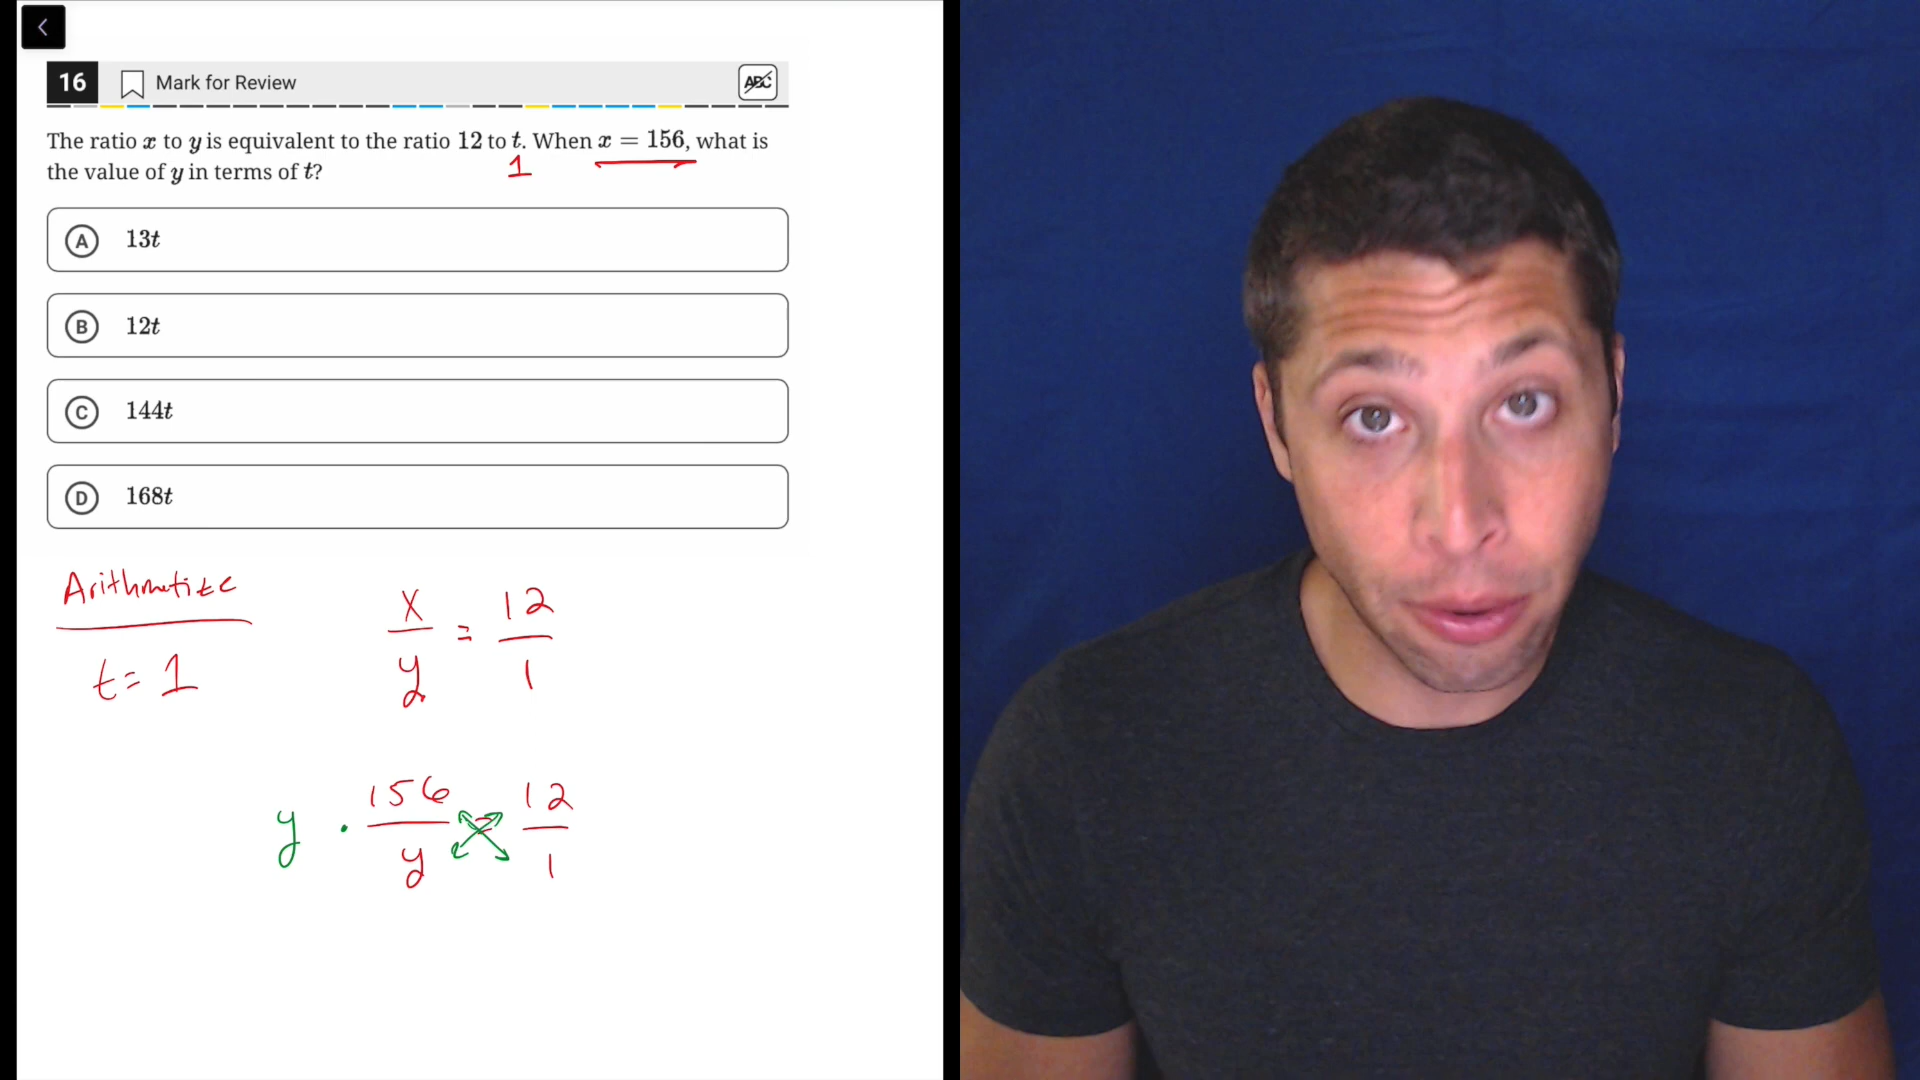 16 Mark for Review ABC
The ratio x to y is equivalent to the ratio 12 to t. When x = 156, what is
1
the value of y in terms of t?
A 13t
B 12t
C 144t
D 168t
Arithmetize
t = 1
x/y = 12/1
y · 156/y = 12/1